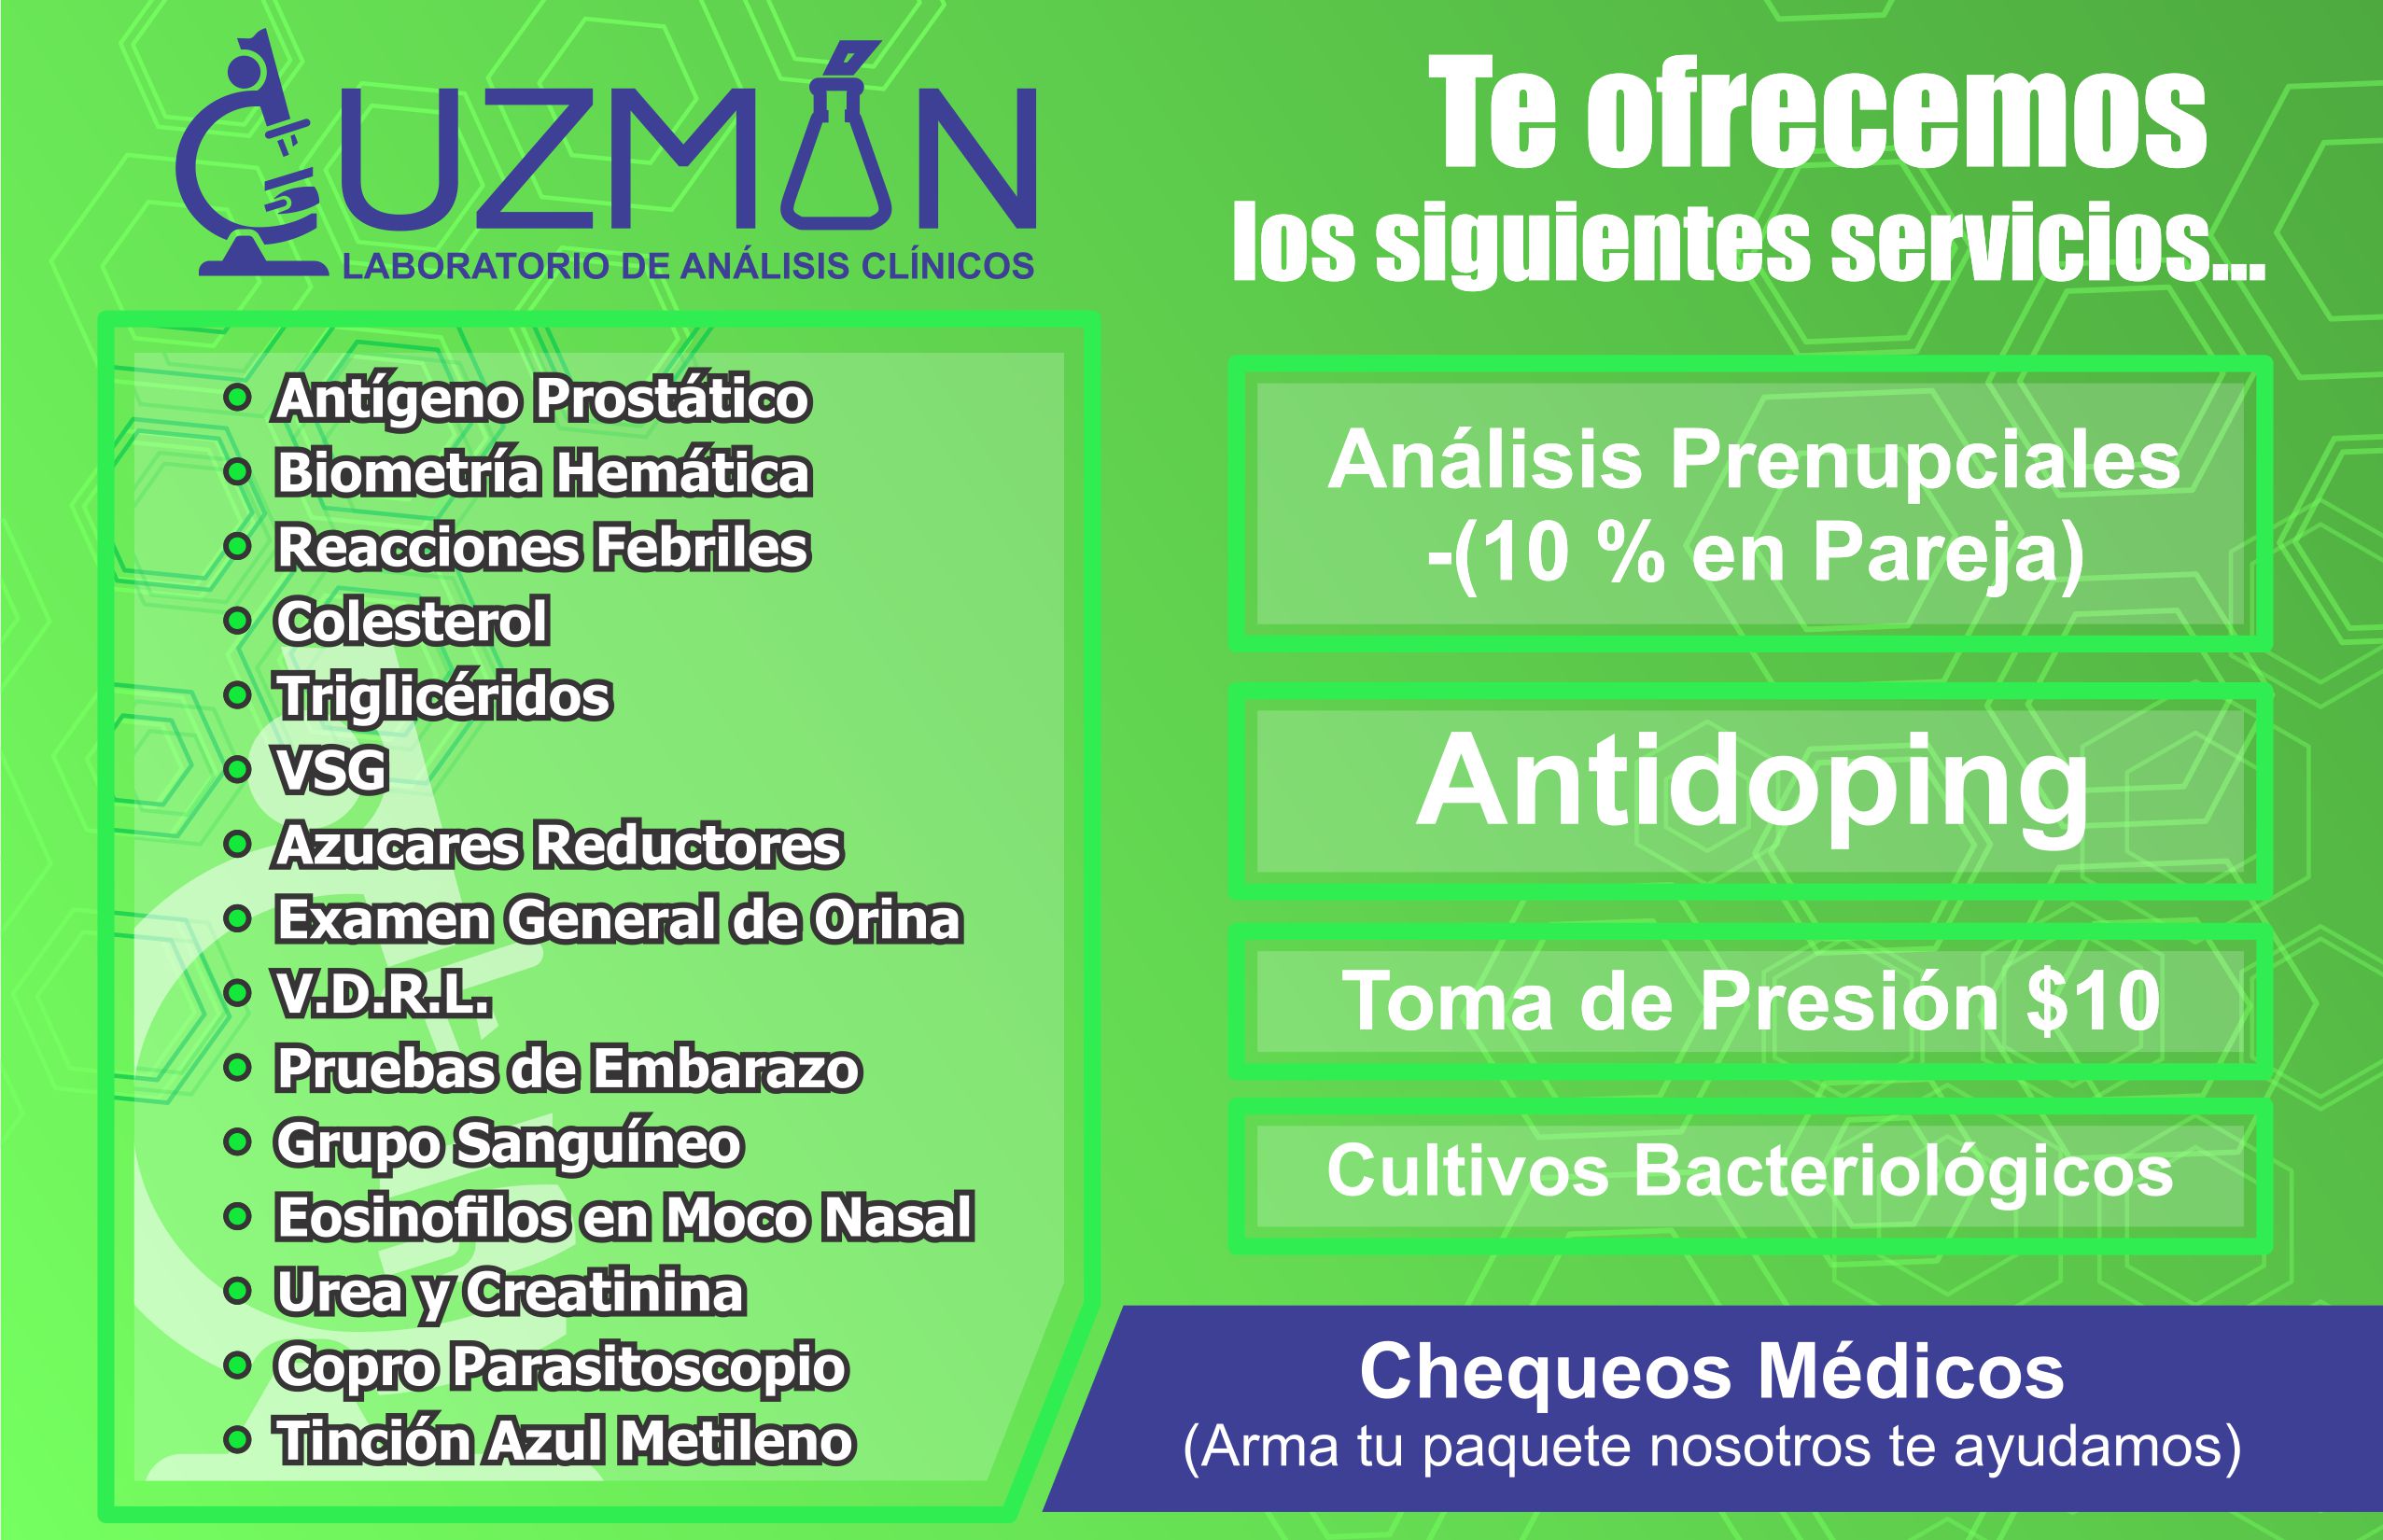 GUZMÁN
LABORATORIO DE ANÁLISIS CLÍNICOS
Antígeno Prostático
Biometría Hemática
Reacciones Febriles
Colesterol
Triglicéridos
VSG
Azucares Reductores
Examen General de Orina
V.D.R.L.
Pruebas de Embarazo
Grupo Sanguíneo
Eosinofilos en Moco Nasal
Urea y Creatinina
Copro Parasitoscopio
Tinción Azul Metileno
Te ofrecemos
los siguientes servicios...
Análisis Prenupciales
-(10 % en Pareja)
Antidoping
Toma de Presión $10
Cultivos Bacteriológicos
Chequeos Médicos
(Arma tu paquete nosotros te ayudamos)